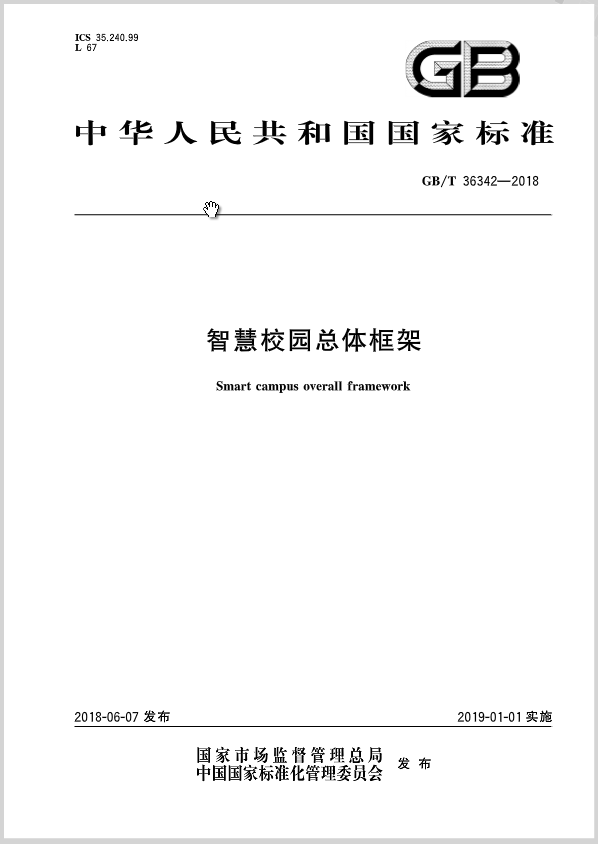 ICS 35.240.99
L 67
GB
中华人民共和国国家标准
GB/T 36342—2018
智慧校园总体框架
Smart campus overall framework
2018-06-07 发布
2019-01-01 实施
国家市场监督管理总局
中国国家标准化管理委员会
发布